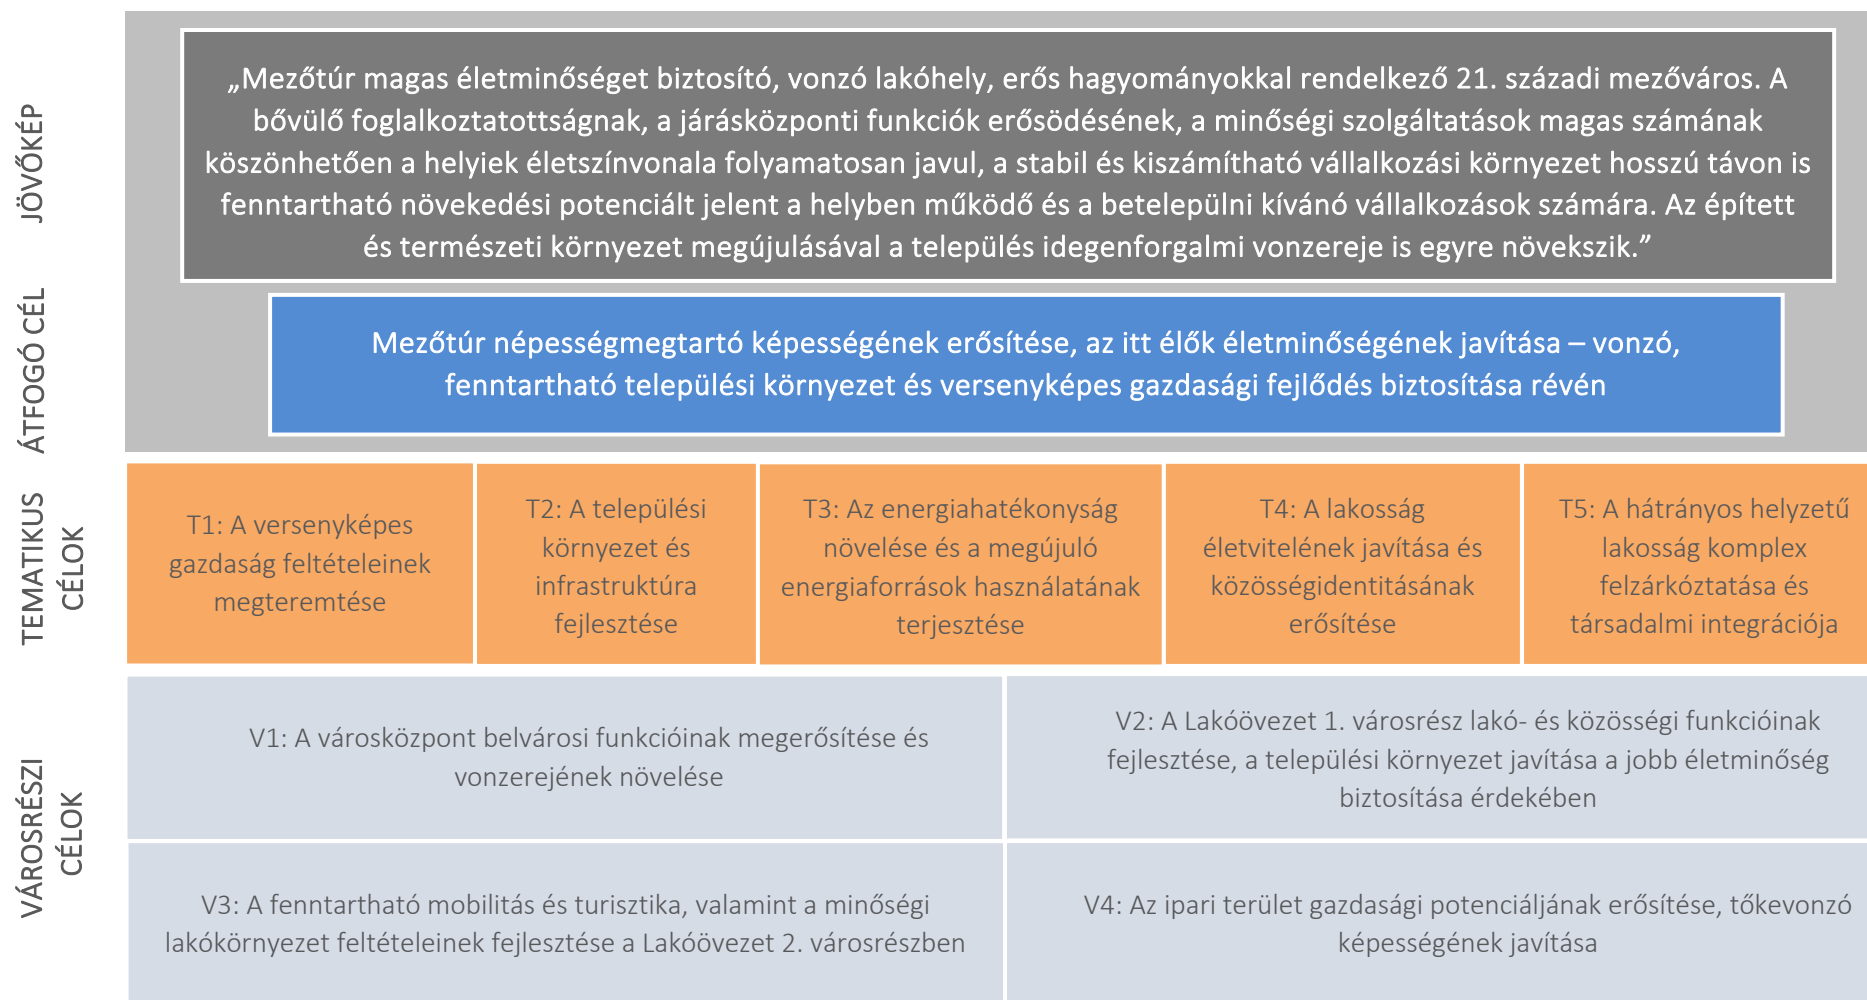 JÖVŐKÉP
„Mezőtúr magas életminőséget biztosító, vonzó lakóhely, erős hagyományokkal rendelkező 21. századi mezőváros. A
bővülő foglalkoztatottságnak, a járásközponti funkciók erősödésének, a minőségi szolgáltatások magas számának
köszönhetően a helyiek életszínvonala folyamatosan javul, a stabil és kiszámítható vállalkozási környezet hosszú távon is
fenntartható növekedési potenciált jelent a helyben működő és a betelepülni kívánó vállalkozások számára. Az épített
és természeti környezet megújulásával a település idegenforgalmi vonzereje is egyre növekszik.”
ÁTFOGÓ CÉL
Mezőtúr népességmegtartó képességének erősítése, az itt élők életminőségének javítása – vonzó,
fenntartható települési környezet és versenyképes gazdasági fejlődés biztosítása révén
TEMATIKUS
CÉLOK
T1: A versenyképes
gazdaság feltételeinek
megteremtése
T2: A települési
környezet és
infrastruktúra
fejlesztése
T3: Az energiahatékonyság
növelése és a megújuló
energiaforrások használatának
terjesztése
T4: A lakosság
életvitelének javítása és
közösségidentitásának
erősítése
T5: A hátrányos helyzetű
lakosság komplex
felzárkóztatása és
társadalmi integrációja
VÁROSRÉSZI
CÉLOK
V1: A városközpont belvárosi funkcióinak megerősítése és
vonzerejének növelése
V2: A Lakóövezet 1. városrész lakó- és közösségi funkcióinak
fejlesztése, a települési környezet javítása a jobb életminőség
biztosítása érdekében
V3: A fenntartható mobilitás és turisztika, valamint a minőségi
lakókörnyezet feltételeinek fejlesztése a Lakóövezet 2. városrészben
V4: Az ipari terület gazdasági potenciáljának erősítése, tőkevonzó
képességének javítása